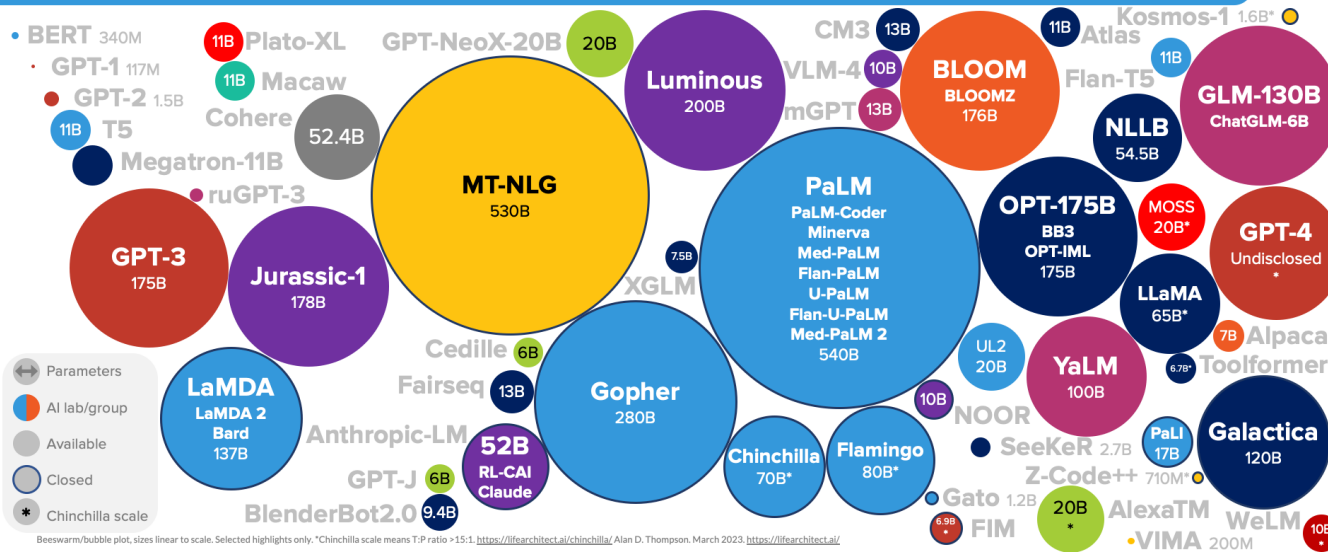 BERT 340M
GPT-1 117M
GPT-2 1.5B
11B T5
Megatron-11B
ruGPT-3
11B Plato-XL
11B Macaw
Cohere
52.4B
GPT-NeoX-20B 20B
GPT-3
175B
Jurassic-1
178B
MT-NLG
530B
Luminous
200B
CM3 13B
VLM-4 10B
mGPT 13B
BLOOM
BLOOMZ
176B
11B Atlas
Kosmos-1 1.6B*
Flan-T5 11B
GLM-130B
ChatGLM-6B
NLLB
54.5B
PaLM
PaLM-Coder
Minerva
Med-PaLM
Flan-PaLM
U-PaLM
Flan-U-PaLM
Med-PaLM 2
540B
7.5B
XGLM
OPT-175B
BB3
OPT-IML
175B
MOSS
20B*
GPT-4
Undisclosed
*
LLaMA
65B*
7B Alpaca
6.7B* Toolformer
UL2
20B
YaLM
100B
Parameters
AI lab/group
Available
Closed
* Chinchilla scale
LaMDA
LaMDA 2
Bard
137B
Cedille 6B
Fairseq 13B
Anthropic-LM
52B
RL-CAI
Claude
GPT-J 6B
BlenderBot2.0 9.4B
Gopher
280B
Chinchilla
70B*
Flamingo
80B*
10B
NOOR
SeeKeR 2.7B
PaLI
17B
Galactica
120B
Z-Code++ 710M*
Gato 1.2B
6.9B
*
FIM
20B
*
AlexaTM
VIMA 200M
WeLM
10B
*
Beeswarm/bubble plot, sizes linear to scale. Selected highlights only. *Chinchilla scale means T:P ratio >15:1. https://lifearchitect.ai/chinchilla/ Alan D. Thompson. March 2023. https://lifearchitect.ai/